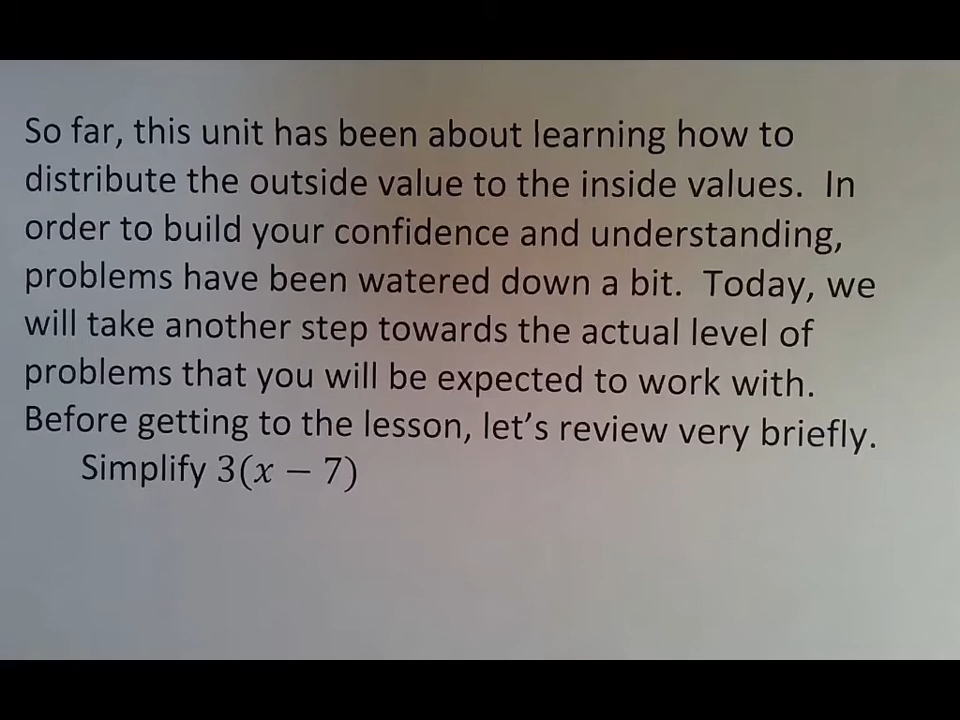 So far, this unit has been about learning how to
distribute the outside value to the inside values.  In
order to build your confidence and understanding,
problems have been watered down a bit.  Today, we
will take another step towards the actual level of
problems that you will be expected to work with.
Before getting to the lesson, let’s review very briefly.
Simplify 3(x − 7)